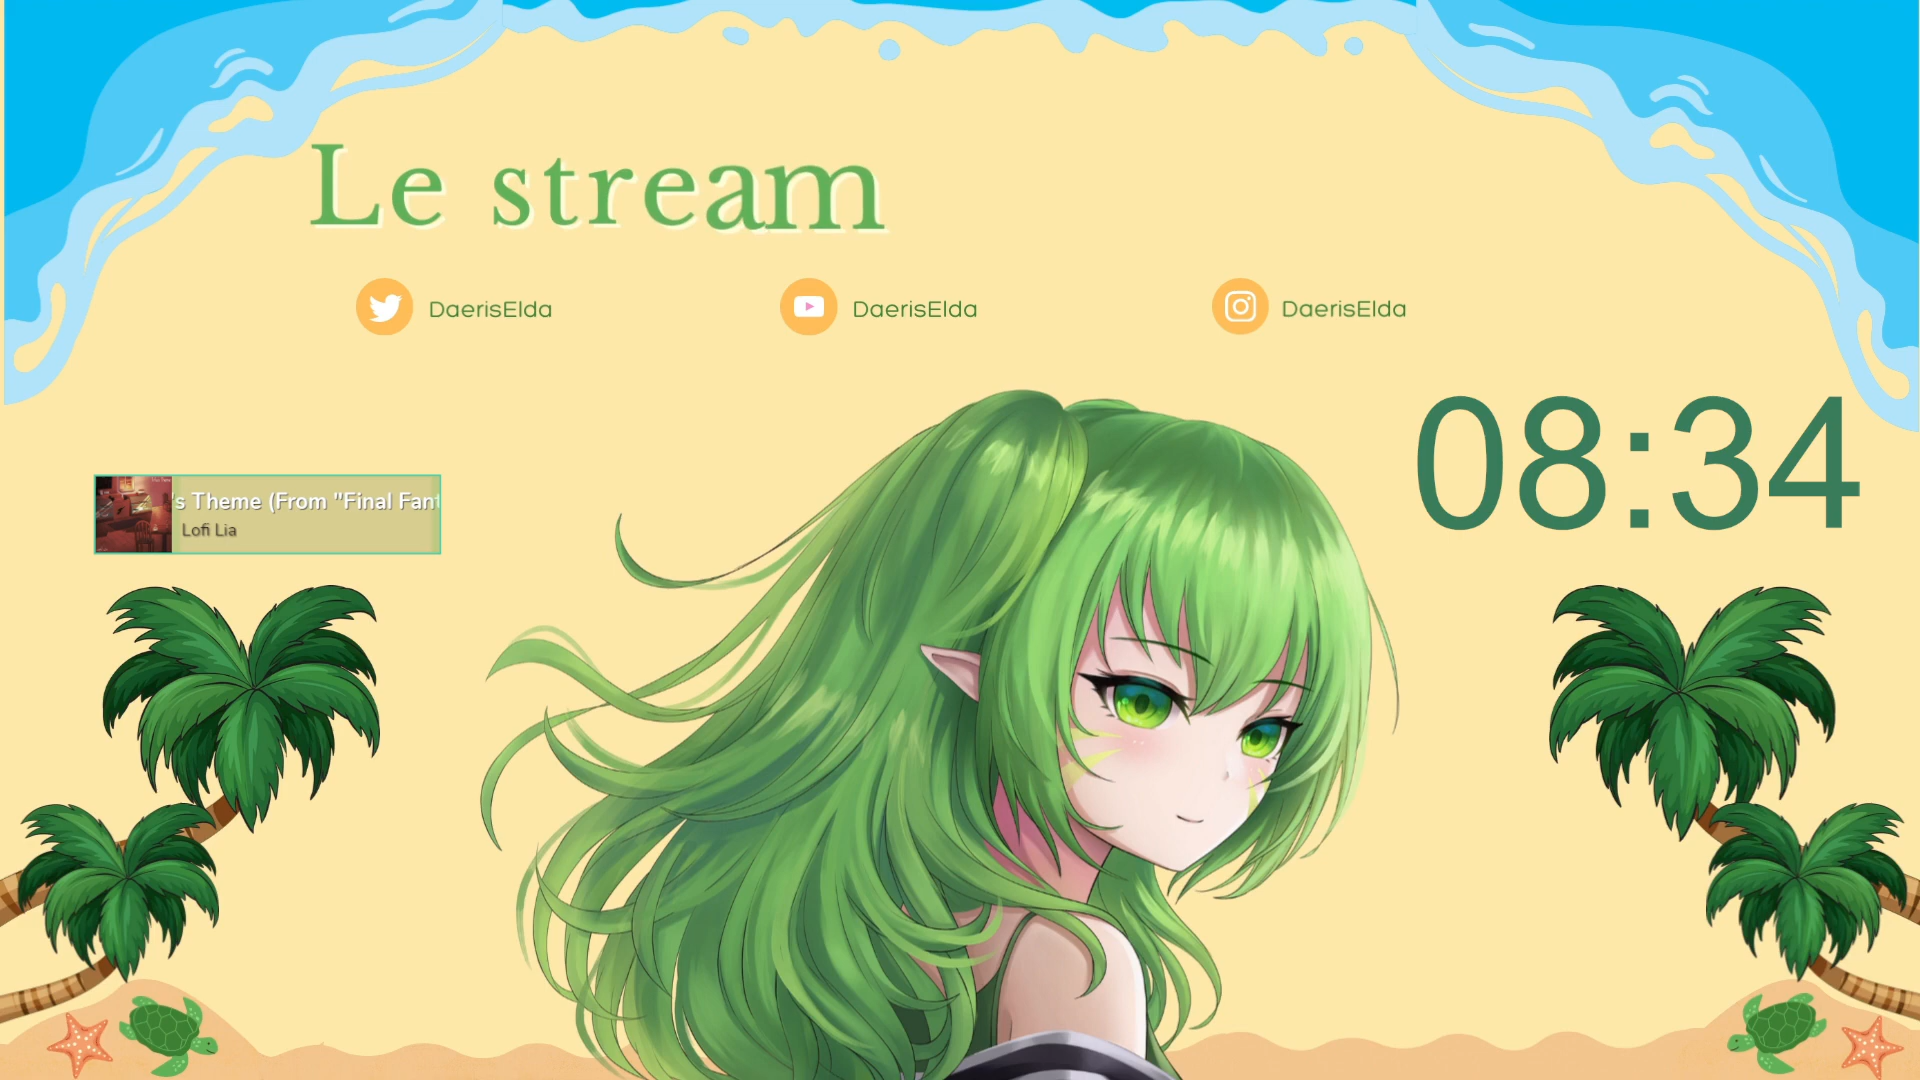 Le stream
DaerisElda
DaerisElda
DaerisElda
08:34
's Theme (From "Final Fant
Lofi Lia